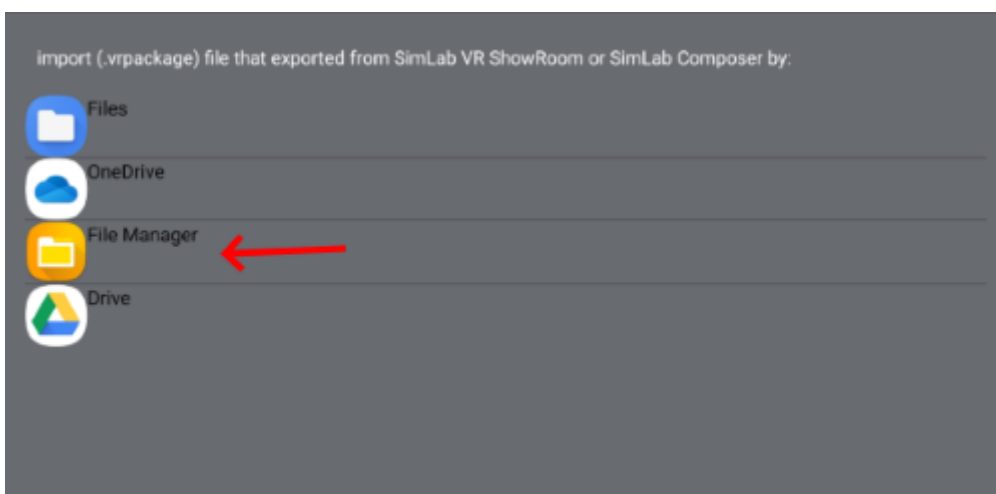 import (.vrpackage) file that exported from SimLab VR ShowRoom or SimLab Composer by:
Files
OneDrive
File Manager
Drive